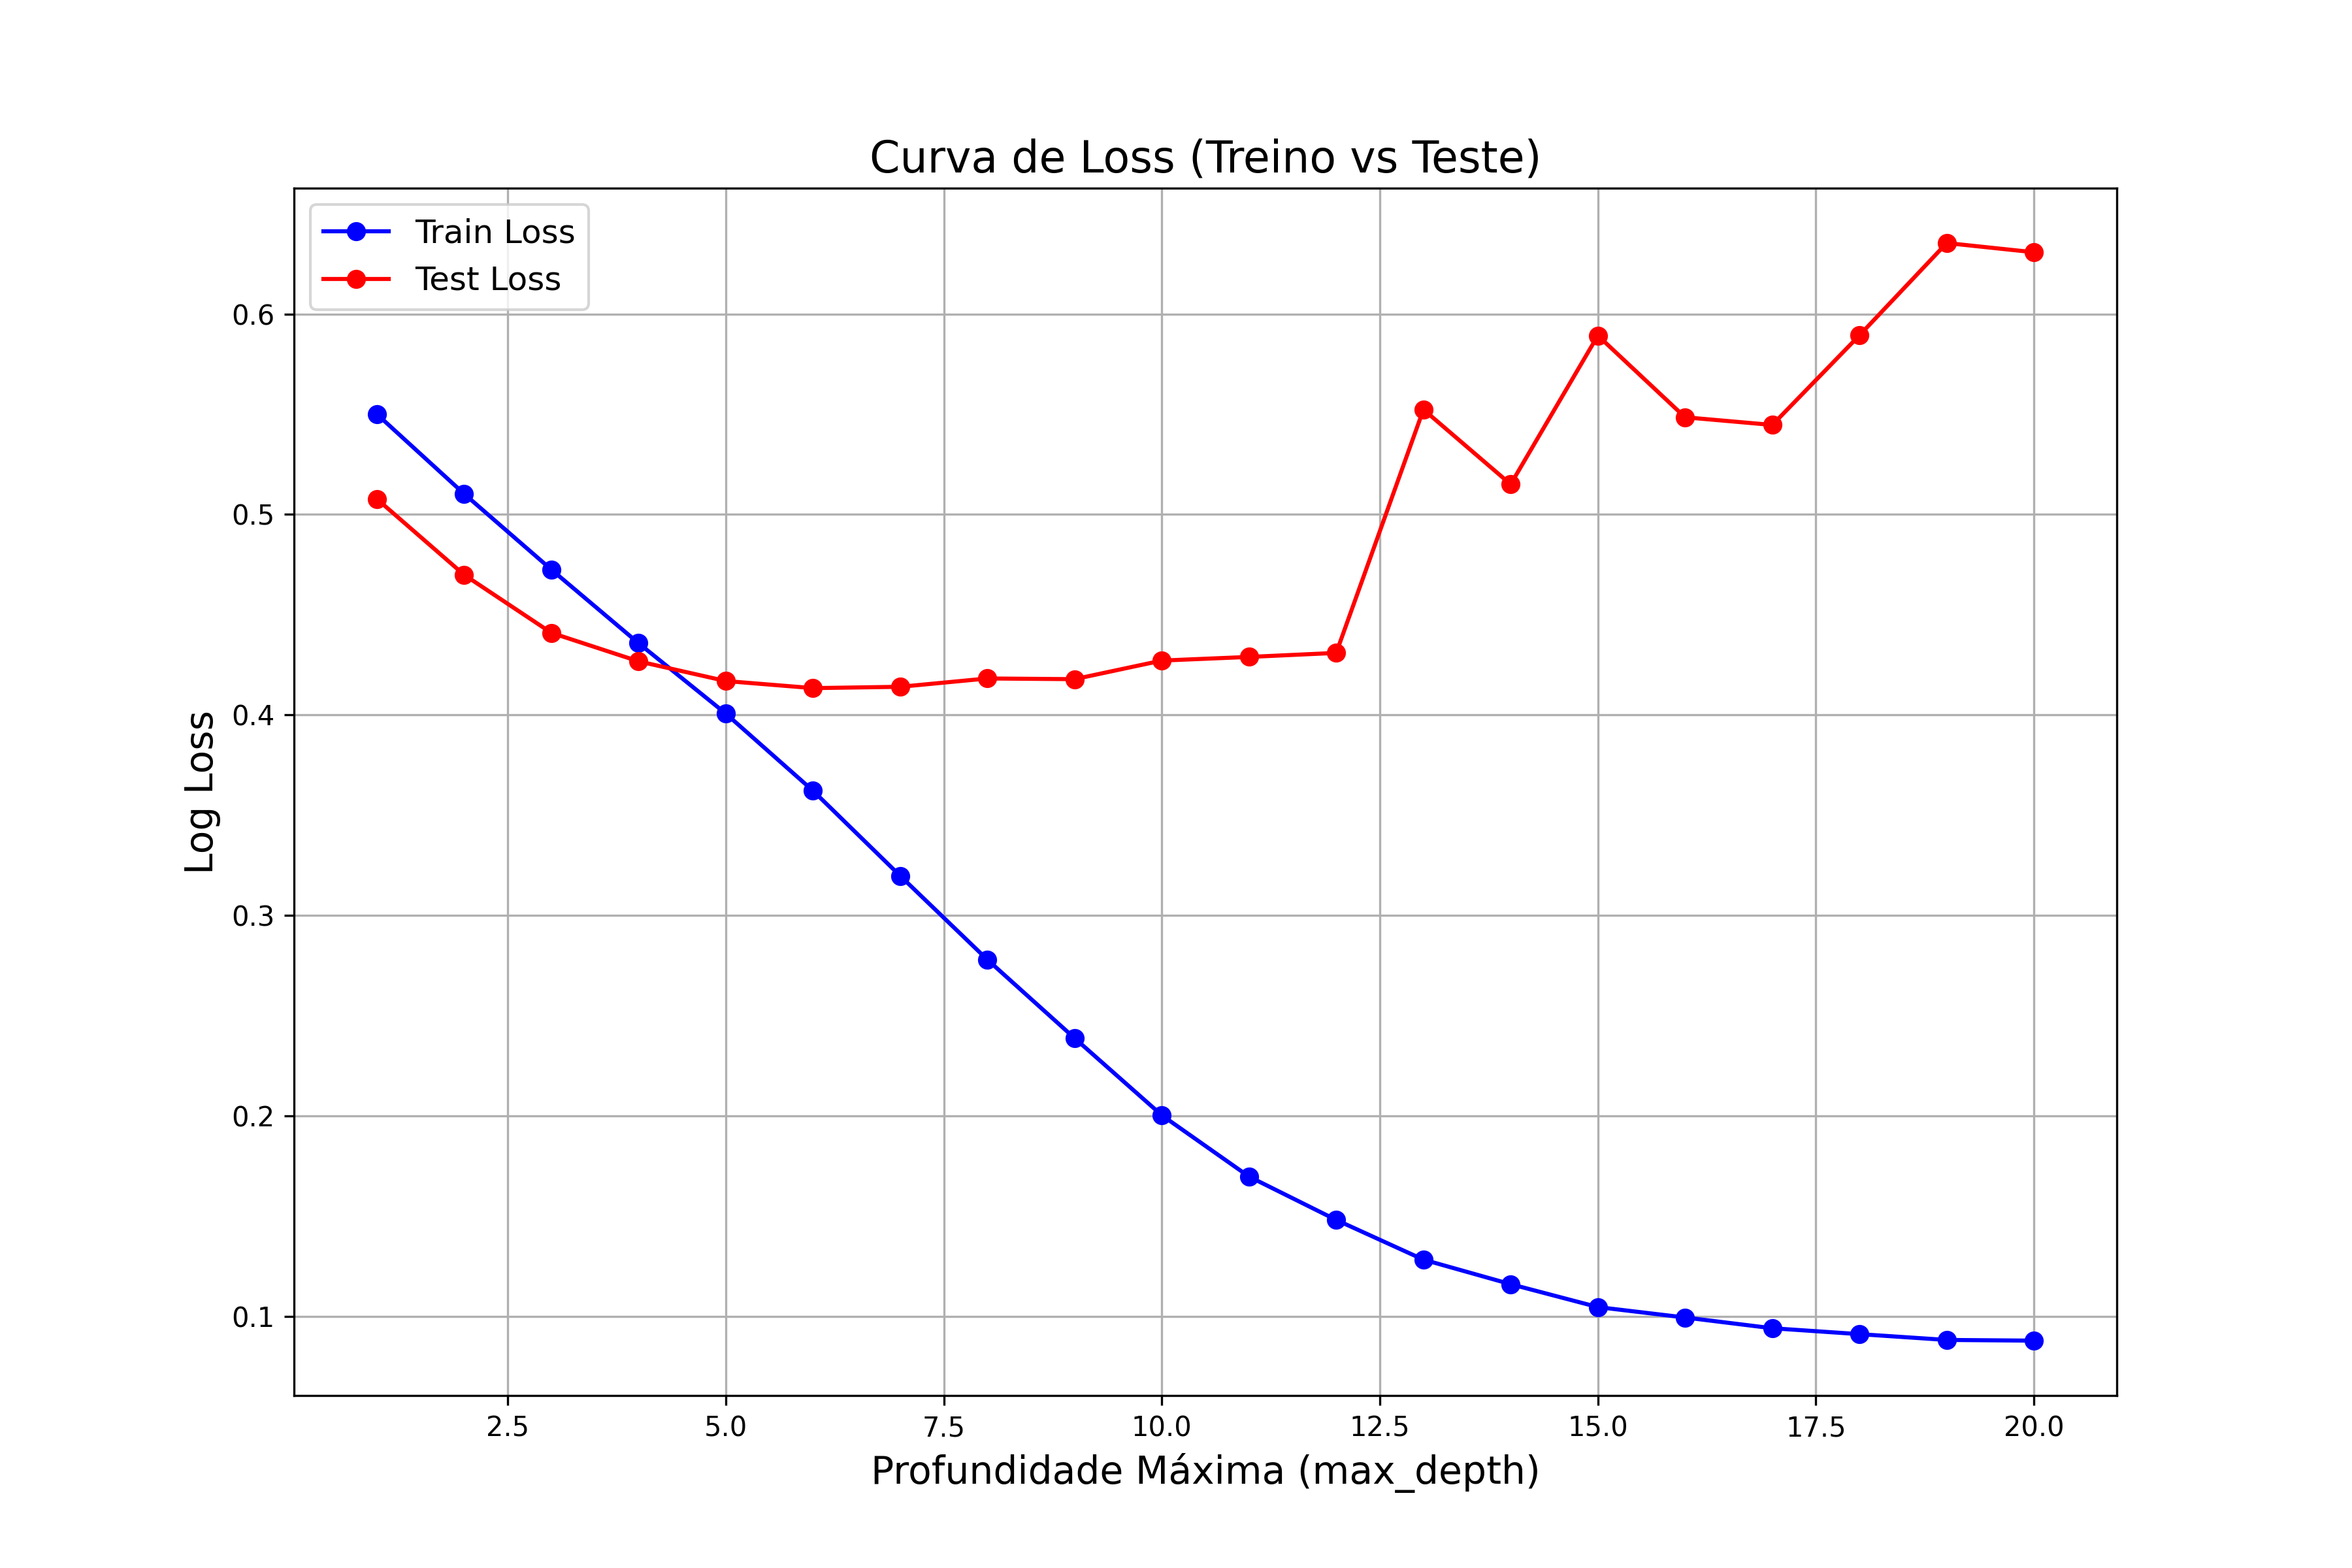 Curva de Loss (Treino vs Teste)
Train Loss
Test Loss
0.6
0.5
0.4
0.3
0.2
0.1
Log Loss
2.5 5.0 7.5 10.0 12.5 15.0 17.5 20.0
Profundidade Máxima (max_depth)